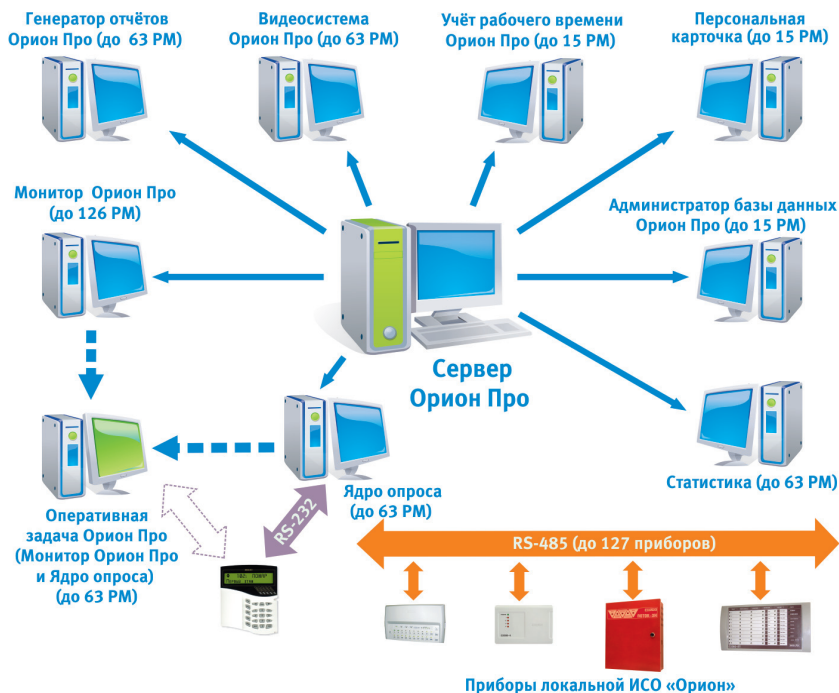 Генератор отчётов
Орион Про (до 63 РМ)
Видеосистема
Орион Про (до 63 РМ)
Учёт рабочего времени
Орион Про (до 15 РМ)
Персональная
карточка (до 15 РМ)
Монитор Орион Про
(до 126 РМ)
Администратор базы данных
Орион Про (до 15 РМ)
Сервер
Орион Про
Оперативная
задача Орион Про
(Монитор Орион Про
и Ядро опроса)
(до 63 РМ)
RS-232
Ядро опроса
(до 63 РМ)
Статистика (до 63 РМ)
RS-485 (до 127 приборов)
Приборы локальной ИСО «Орион»